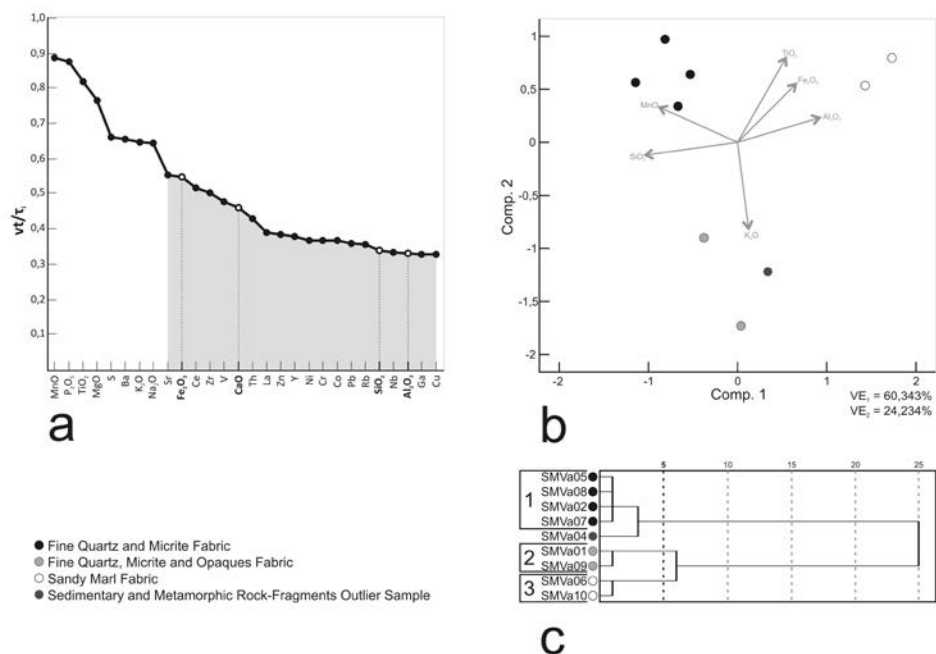 1,0
0,9
0,8
0,7
0,6
0,5
0,4
0,3
0,2
0,1
vt/τᵢ
MnO
P₂O₅
TiO₂
MgO
S
Ba
K₂O
Na₂O
Sr
Fe₂O₃
Ce
Zr
V
CaO
Th
La
Zn
Y
Ni
Cr
Co
Pb
Rb
SiO₂
Nb
Al₂O₃
Ga
Cu
a
1
0,5
0
-0,5
-1
-1,5
-2
Comp. 2
TiO₂
Fe₂O₃
MnO
Al₂O₃
SiO₂
K₂O
-2
-1
0
1
2
Comp. 1
VE₁ = 60,343%
VE₂ = 24,234%
b
Fine Quartz and Micrite Fabric
Fine Quartz, Micrite and Opaques Fabric
Sandy Marl Fabric
Sedimentary and Metamorphic Rock-Fragments Outlier Sample
5
10
15
20
25
1
SMVa05
SMVa08
SMVa02
SMVa07
SMVa04
2
SMVa01
SMVa09
3
SMVa06
SMVa10
c